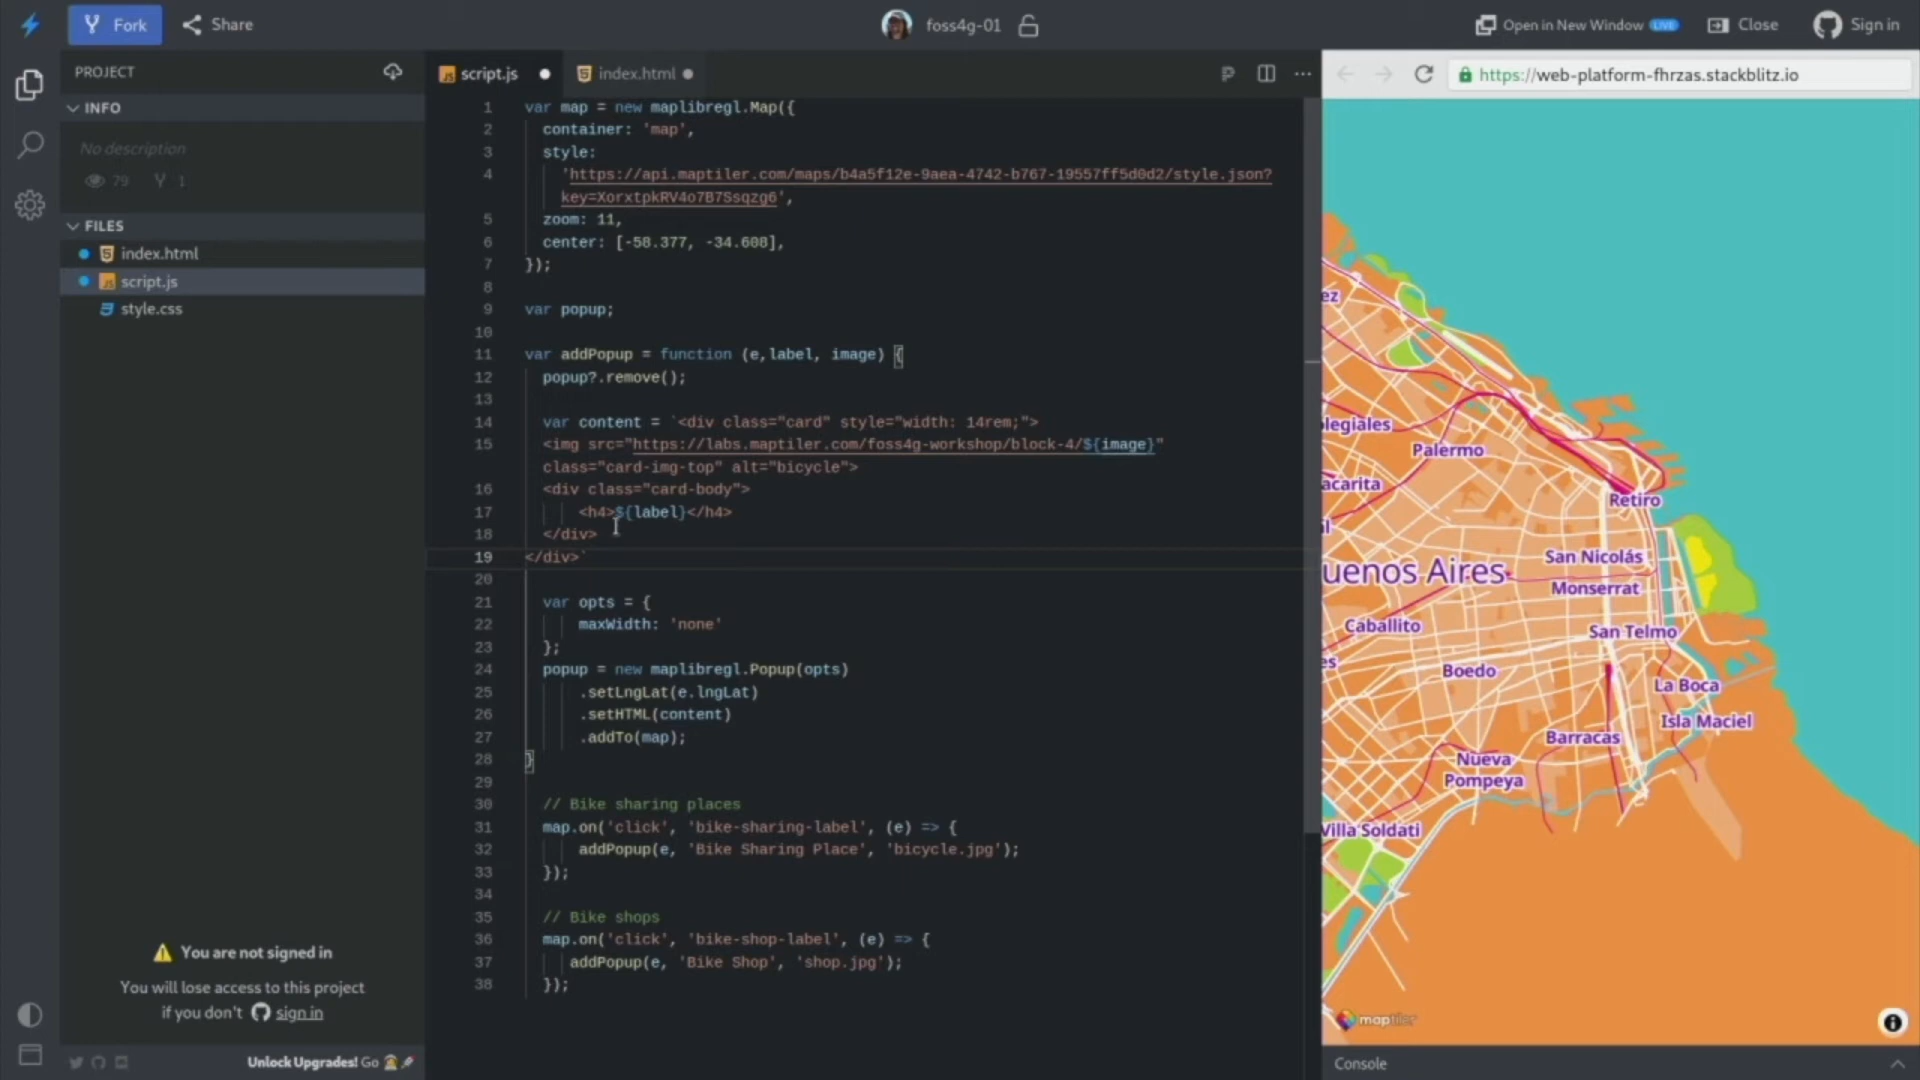 Fork
Share
foss4g-01
Open in New Window LIVE
Close
Sign in
PROJECT
INFO
No description
79
1
FILES
index.html
script.js
style.css
You are not signed in
You will lose access to this project
if you don't sign in
Unlock Upgrades! Go
script.js
index.html
https://web-platform-fhrzas.stackblitz.io
1 var map = new maplibregl.Map({
2 container: 'map',
3 style:
4 'https://api.maptiler.com/maps/b4a5f12e-9aea-4742-b767-19557ff5d0d2/style.json?
key=XorxtpkRV4o7B7Ssqzg6',
5 zoom: 11,
6 center: [-58.377, -34.608],
7 });
8
9 var popup;
10
11 var addPopup = function (e,label, image) {
12 popup?.remove();
13
14 var content = `<div class="card" style="width: 14rem;">
15 <img src="https://labs.maptiler.com/foss4g-workshop/block-4/${image}"
class="card-img-top" alt="bicycle">
16 <div class="card-body">
17 <h4>${label}</h4>
18 </div>
19 </div>`
20
21 var opts = {
22 maxWidth: 'none'
23 };
24 popup = new maplibregl.Popup(opts)
25 .setLngLat(e.lngLat)
26 .setHTML(content)
27 .addTo(map);
28 }
29
30 // Bike sharing places
31 map.on('click', 'bike-sharing-label', (e) => {
32 addPopup(e, 'Bike Sharing Place', 'bicycle.jpg');
33 });
34
35 // Bike shops
36 map.on('click', 'bike-shop-label', (e) => {
37 addPopup(e, 'Bike Shop', 'shop.jpg');
38 });
ez
olegiales
Palermo
acarita
Retiro
San Nicolás
uenos Aires
Monserrat
Caballito
San Telmo
es
Boedo
La Boca
Isla Maciel
Barracas
Nueva
Pompeya
Villa Soldati
maptiler
Console